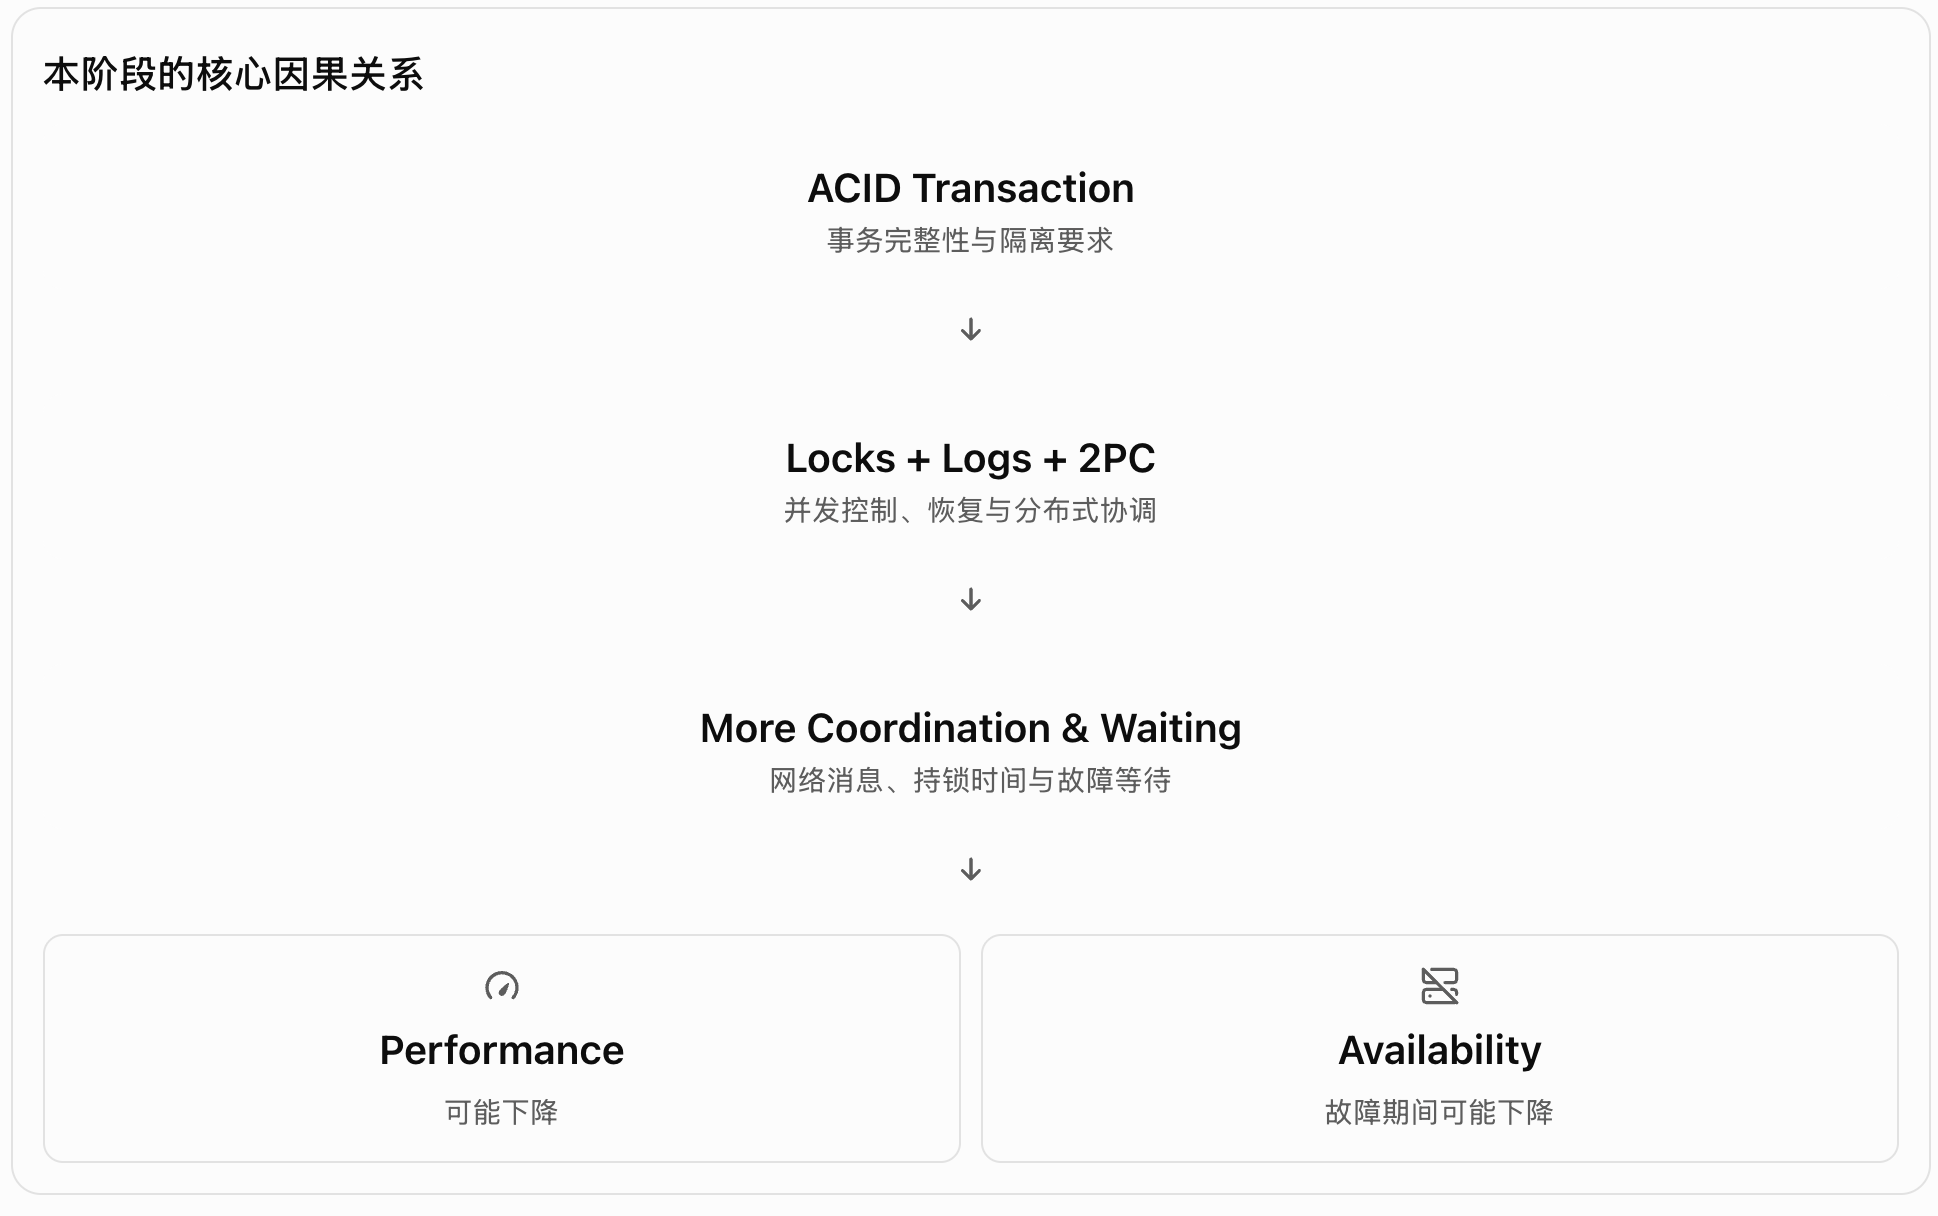 本阶段的核心因果关系
ACID Transaction
事务完整性与隔离要求
↓
Locks + Logs + 2PC
并发控制、恢复与分布式协调
↓
More Coordination & Waiting
网络消息、持锁时间与故障等待
↓
Performance
可能下降
Availability
故障期间可能下降